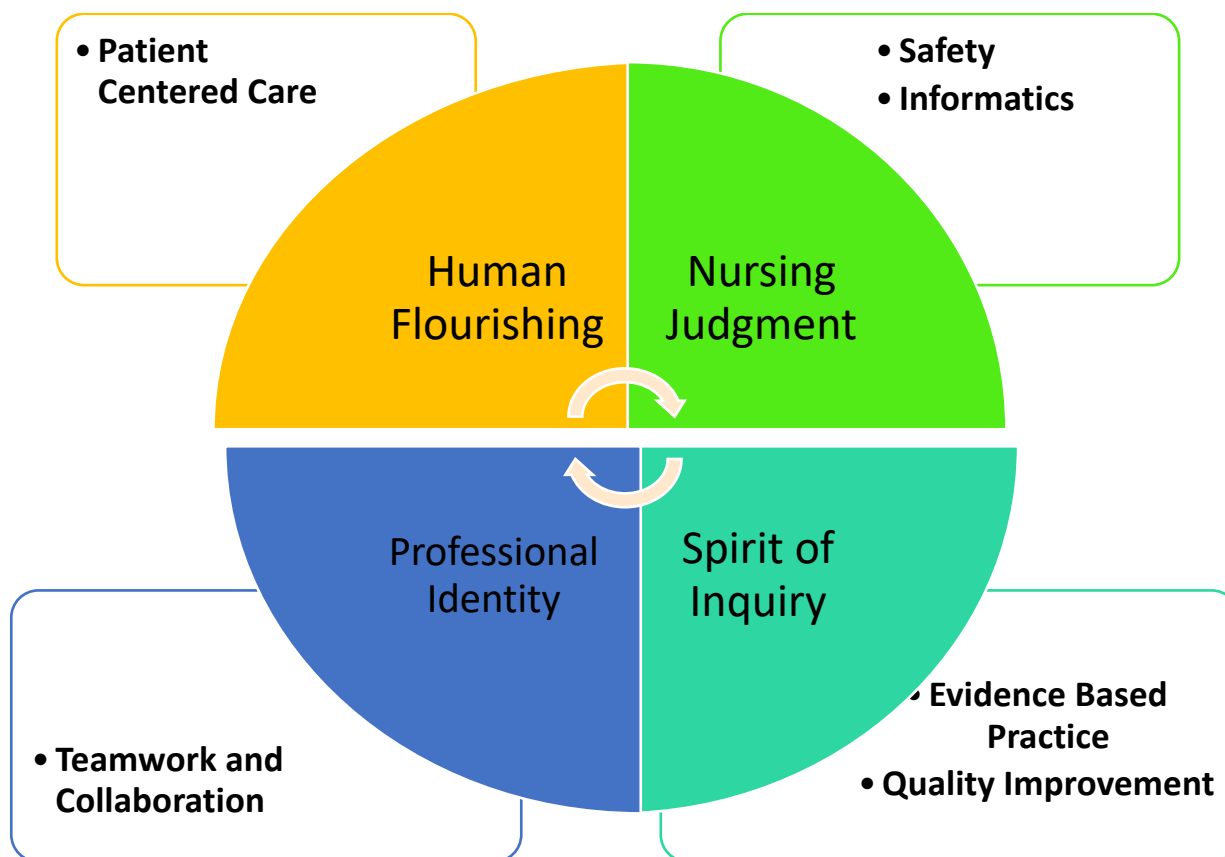 • Patient
Centered Care
• Safety
• Informatics
Human
Flourishing
Nursing
Judgment
Professional
Identity
Spirit of
Inquiry
• Teamwork and
Collaboration
• Evidence Based
Practice
• Quality Improvement